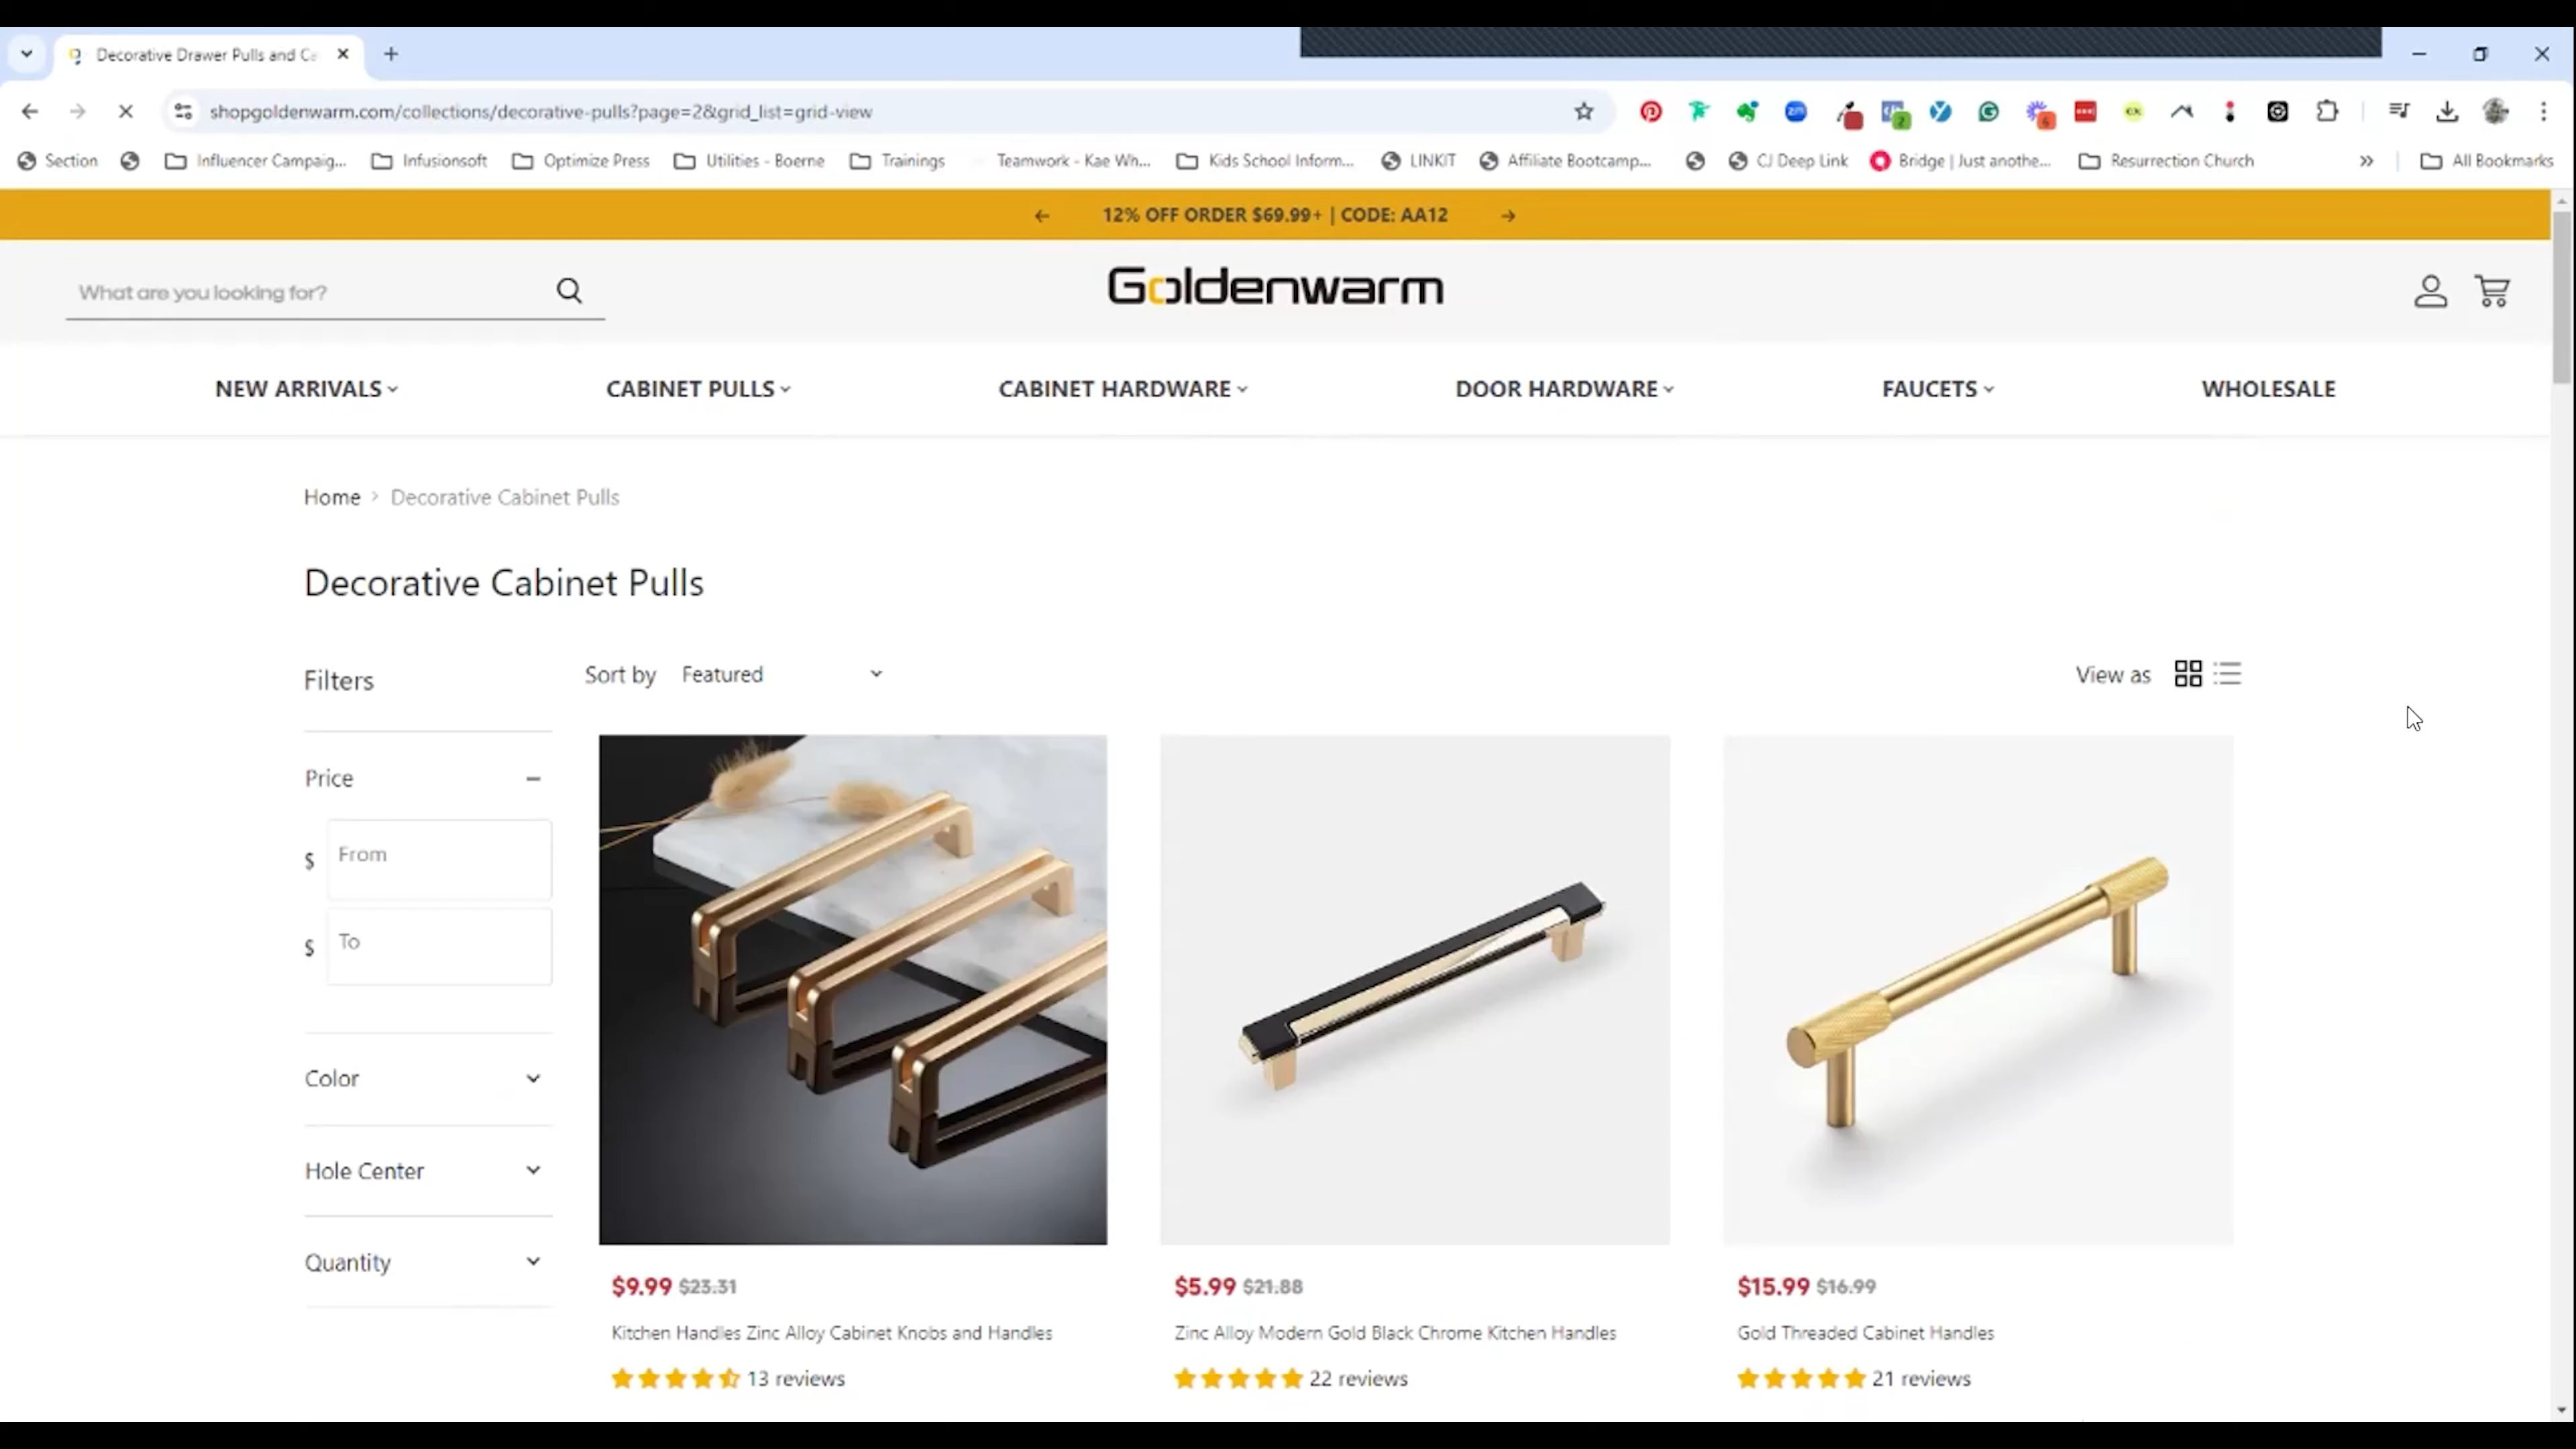 Decorative Drawer Pulls and Ca
shopgoldenwarm.com/collections/decorative-pulls?page=2&grid_list=grid-view
Section Influencer Campaig... Infusionsoft Optimize Press Utilities - Boerne Trainings Teamwork - Kae Wh... Kids School Inform... LINKIT Affiliate Bootcamp... CJ Deep Link Bridge | Just anothe... Resurrection Church » All Bookmarks
← 12% OFF ORDER $69.99+ | CODE: AA12 →
What are you looking for?
Goldenwarm
NEW ARRIVALS CABINET PULLS CABINET HARDWARE DOOR HARDWARE FAUCETS WHOLESALE
Home > Decorative Cabinet Pulls
Decorative Cabinet Pulls
Filters
Sort by Featured
View as
Price
$ From
$ To
Color
Hole Center
Quantity
$9.99 $23.31
Kitchen Handles Zinc Alloy Cabinet Knobs and Handles
13 reviews
$5.99 $21.88
Zinc Alloy Modern Gold Black Chrome Kitchen Handles
22 reviews
$15.99 $16.99
Gold Threaded Cabinet Handles
21 reviews